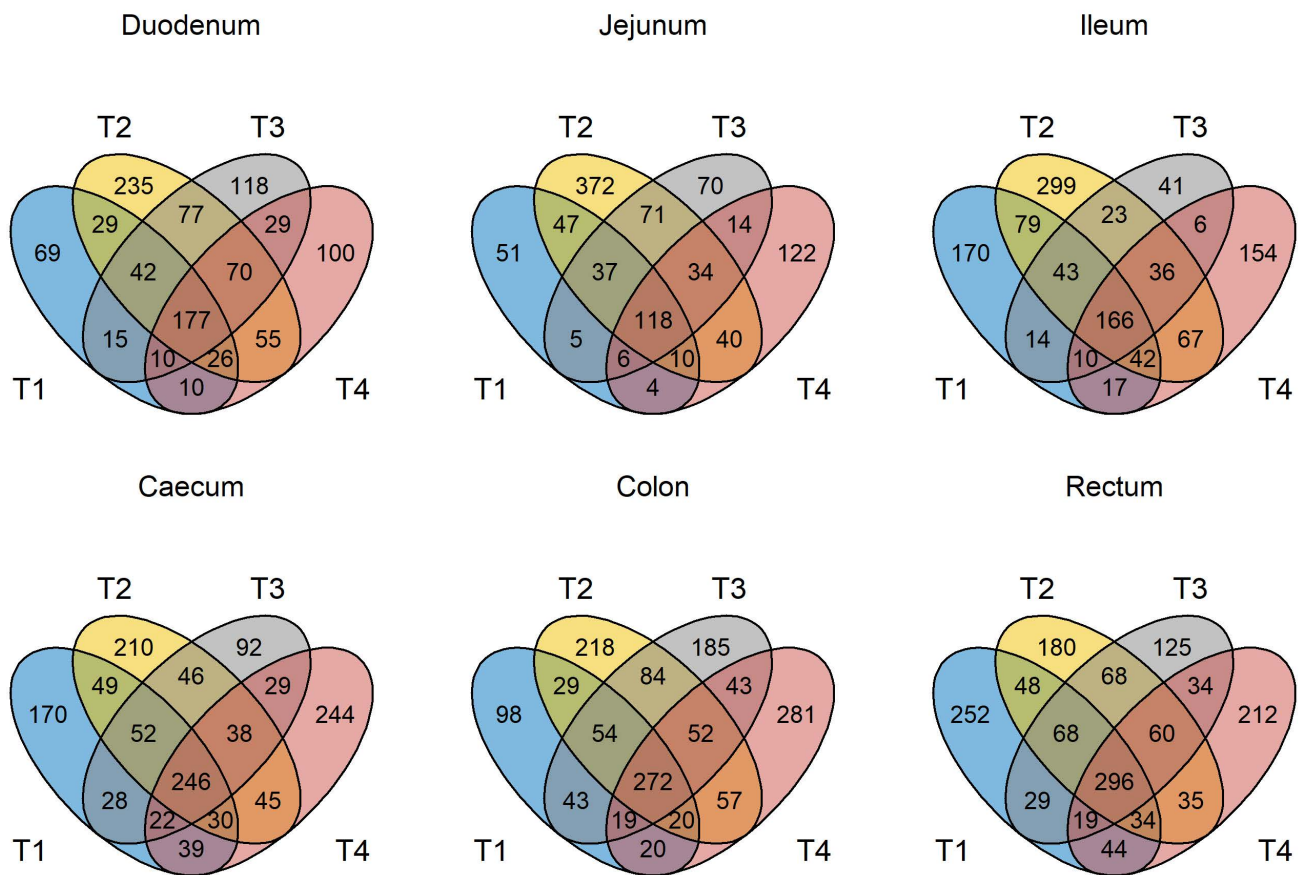 Duodenum Jejunum Ileum
T2 T3 T2 T3 T2 T3
235 118 372 70 299 41
29 77 29 47 71 14 79 23 6
69 42 70 100 51 37 34 122 170 43 36 154
177 118 166
15 55 5 40 14 67
10 26 6 10 10 42
T1 10 T4 T1 4 T4 T1 17 T4
Caecum Colon Rectum
T2 T3 T2 T3 T2 T3
210 92 218 185 180 125
49 46 29 29 84 43 48 68 34
170 52 38 244 98 54 52 281 252 68 60 212
246 272 296
28 45 43 57 29 35
22 30 19 20 19 34
T1 39 T4 T1 20 T4 T1 44 T4